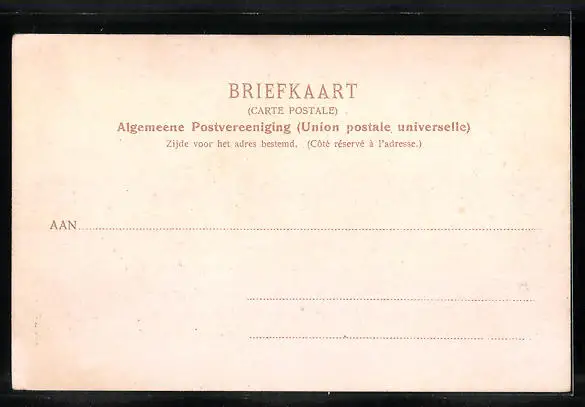 BRIEFKAART
(CARTE POSTALE)
Algemeene Postvereeniging (Union postale universelle)
Zijde voor het adres bestemd. (Côté réservé à l'adresse.)
AAN